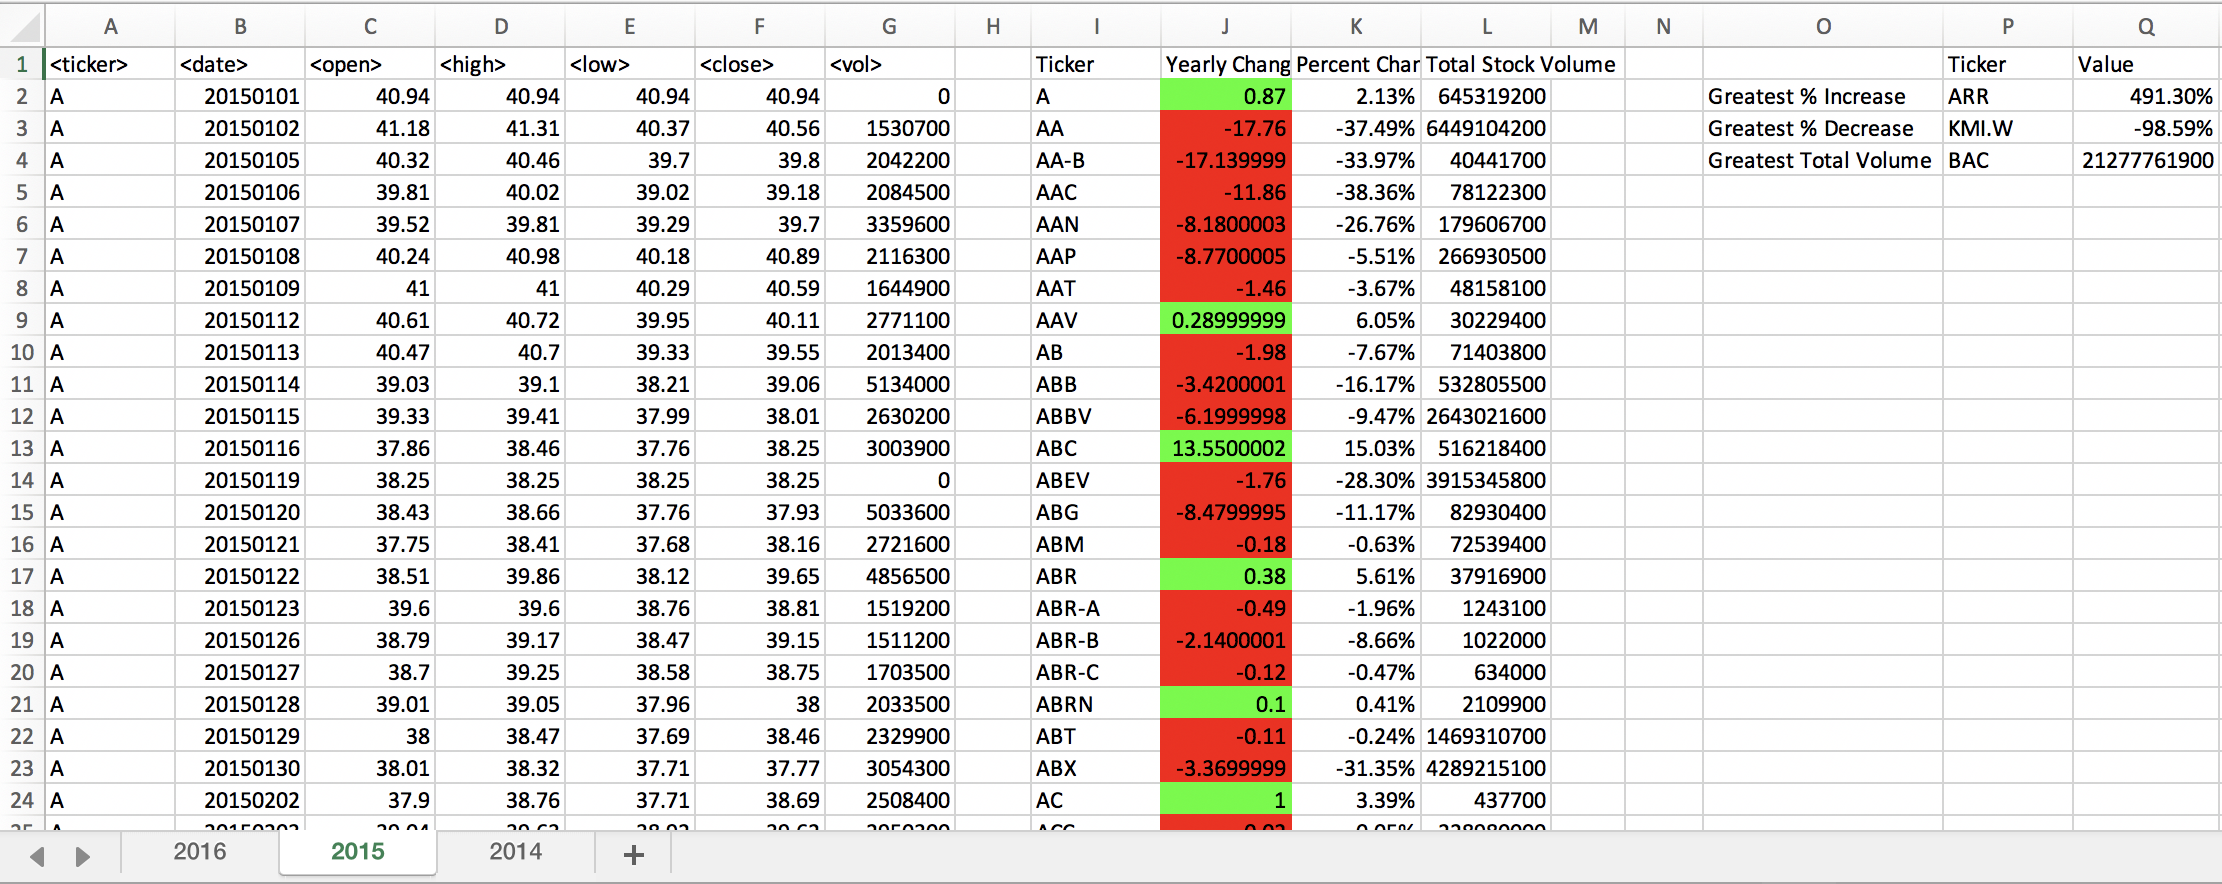 A B C D E F G H I J K L M N O P Q
1 <ticker> <date> <open> <high> <low> <close> <vol> Ticker Yearly Chang Percent Char Total Stock Volume Ticker Value
2 A 20150101 40.94 40.94 40.94 40.94 0 A 0.87 2.13% 645319200 Greatest % Increase ARR 491.30%
3 A 20150102 41.18 41.31 40.37 40.56 1530700 AA -17.76 -37.49% 6449104200 Greatest % Decrease KMI.W -98.59%
4 A 20150105 40.32 40.46 39.7 39.8 2042200 AA-B -17.139999 -33.97% 40441700 Greatest Total Volume BAC 21277761900
5 A 20150106 39.81 40.02 39.02 39.18 2084500 AAC -11.86 -38.36% 78122300
6 A 20150107 39.52 39.81 39.29 39.7 3359600 AAN -8.1800003 -26.76% 179606700
7 A 20150108 40.24 40.98 40.18 40.89 2116300 AAP -8.7700005 -5.51% 266930500
8 A 20150109 41 41 40.29 40.59 1644900 AAT -1.46 -3.67% 48158100
9 A 20150112 40.61 40.72 39.95 40.11 2771100 AAV 0.28999999 6.05% 30229400
10 A 20150113 40.47 40.7 39.33 39.55 2013400 AB -1.98 -7.67% 71403800
11 A 20150114 39.03 39.1 38.21 39.06 5134000 ABB -3.4200001 -16.17% 532805500
12 A 20150115 39.33 39.41 37.99 38.01 2630200 ABBV -6.1999998 -9.47% 2643021600
13 A 20150116 37.86 38.46 37.76 38.25 3003900 ABC 13.5500002 15.03% 516218400
14 A 20150119 38.25 38.25 38.25 38.25 0 ABEV -1.76 -28.30% 3915345800
15 A 20150120 38.43 38.66 37.76 37.93 5033600 ABG -8.4799995 -11.17% 82930400
16 A 20150121 37.75 38.41 37.68 38.16 2721600 ABM -0.18 -0.63% 72539400
17 A 20150122 38.51 39.86 38.12 39.65 4856500 ABR 0.38 5.61% 37916900
18 A 20150123 39.6 39.6 38.76 38.81 1519200 ABR-A -0.49 -1.96% 1243100
19 A 20150126 38.79 39.17 38.47 39.15 1511200 ABR-B -2.1400001 -8.66% 1022000
20 A 20150127 38.7 39.25 38.58 38.75 1703500 ABR-C -0.12 -0.47% 634000
21 A 20150128 39.01 39.05 37.96 38 2033500 ABRN 0.1 0.41% 2109900
22 A 20150129 38 38.47 37.69 38.46 2329900 ABT -0.11 -0.24% 1469310700
23 A 20150130 38.01 38.32 37.71 37.77 3054300 ABX -3.3699999 -31.35% 4289215100
24 A 20150202 37.9 38.76 37.71 38.69 2508400 AC 1 3.39% 437700
2016 2015 2014